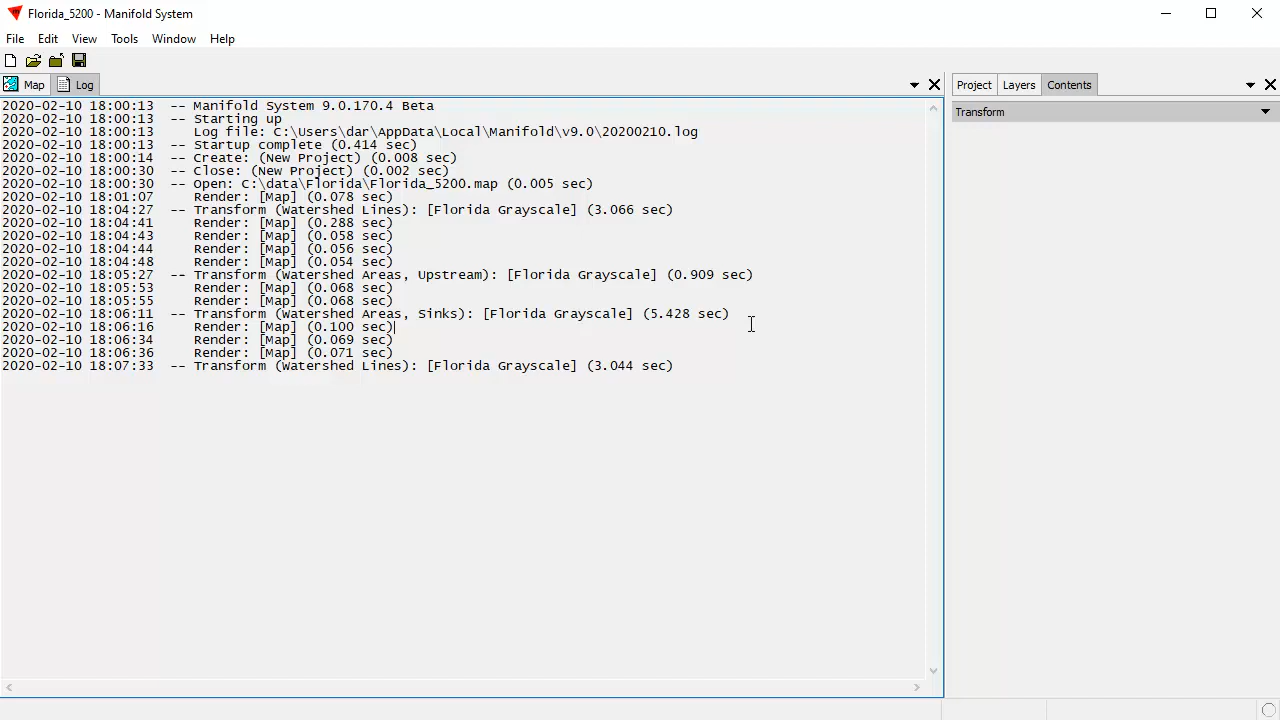 Florida_5200 - Manifold System
File Edit View Tools Window Help
Map Log
Project Layers Contents
Transform
2020-02-10 18:00:13 -- Manifold System 9.0.170.4 Beta
2020-02-10 18:00:13 -- Starting up
2020-02-10 18:00:13 Log file: C:\Users\dar\AppData\Local\Manifold\v9.0\20200210.log
2020-02-10 18:00:13 -- Startup complete (0.414 sec)
2020-02-10 18:00:14 -- Create: (New Project) (0.008 sec)
2020-02-10 18:00:30 -- Close: (New Project) (0.002 sec)
2020-02-10 18:00:30 -- Open: C:\data\Florida\Florida_5200.map (0.005 sec)
2020-02-10 18:01:07 Render: [Map] (0.078 sec)
2020-02-10 18:04:27 -- Transform (Watershed Lines): [Florida Grayscale] (3.066 sec)
2020-02-10 18:04:41 Render: [Map] (0.288 sec)
2020-02-10 18:04:43 Render: [Map] (0.058 sec)
2020-02-10 18:04:44 Render: [Map] (0.056 sec)
2020-02-10 18:04:48 Render: [Map] (0.054 sec)
2020-02-10 18:05:27 -- Transform (Watershed Areas, Upstream): [Florida Grayscale] (0.909 sec)
2020-02-10 18:05:53 Render: [Map] (0.068 sec)
2020-02-10 18:05:55 Render: [Map] (0.068 sec)
2020-02-10 18:06:11 -- Transform (Watershed Areas, Sinks): [Florida Grayscale] (5.428 sec)
2020-02-10 18:06:16 Render: [Map] (0.100 sec)
2020-02-10 18:06:34 Render: [Map] (0.069 sec)
2020-02-10 18:06:36 Render: [Map] (0.071 sec)
2020-02-10 18:07:33 -- Transform (Watershed Lines): [Florida Grayscale] (3.044 sec)